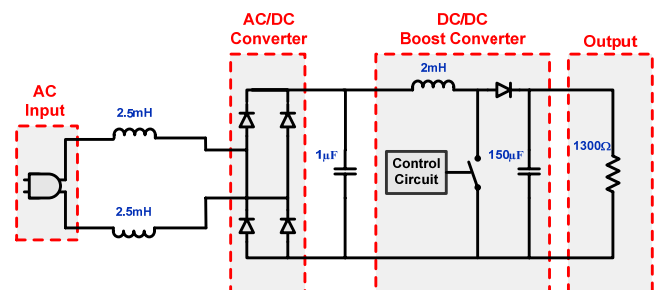 AC/DC
Converter
DC/DC
Boost Converter
Output
AC
Input
2.5mH
2mH
1µF
Control
Circuit
150µF
1300Ω
2.5mH